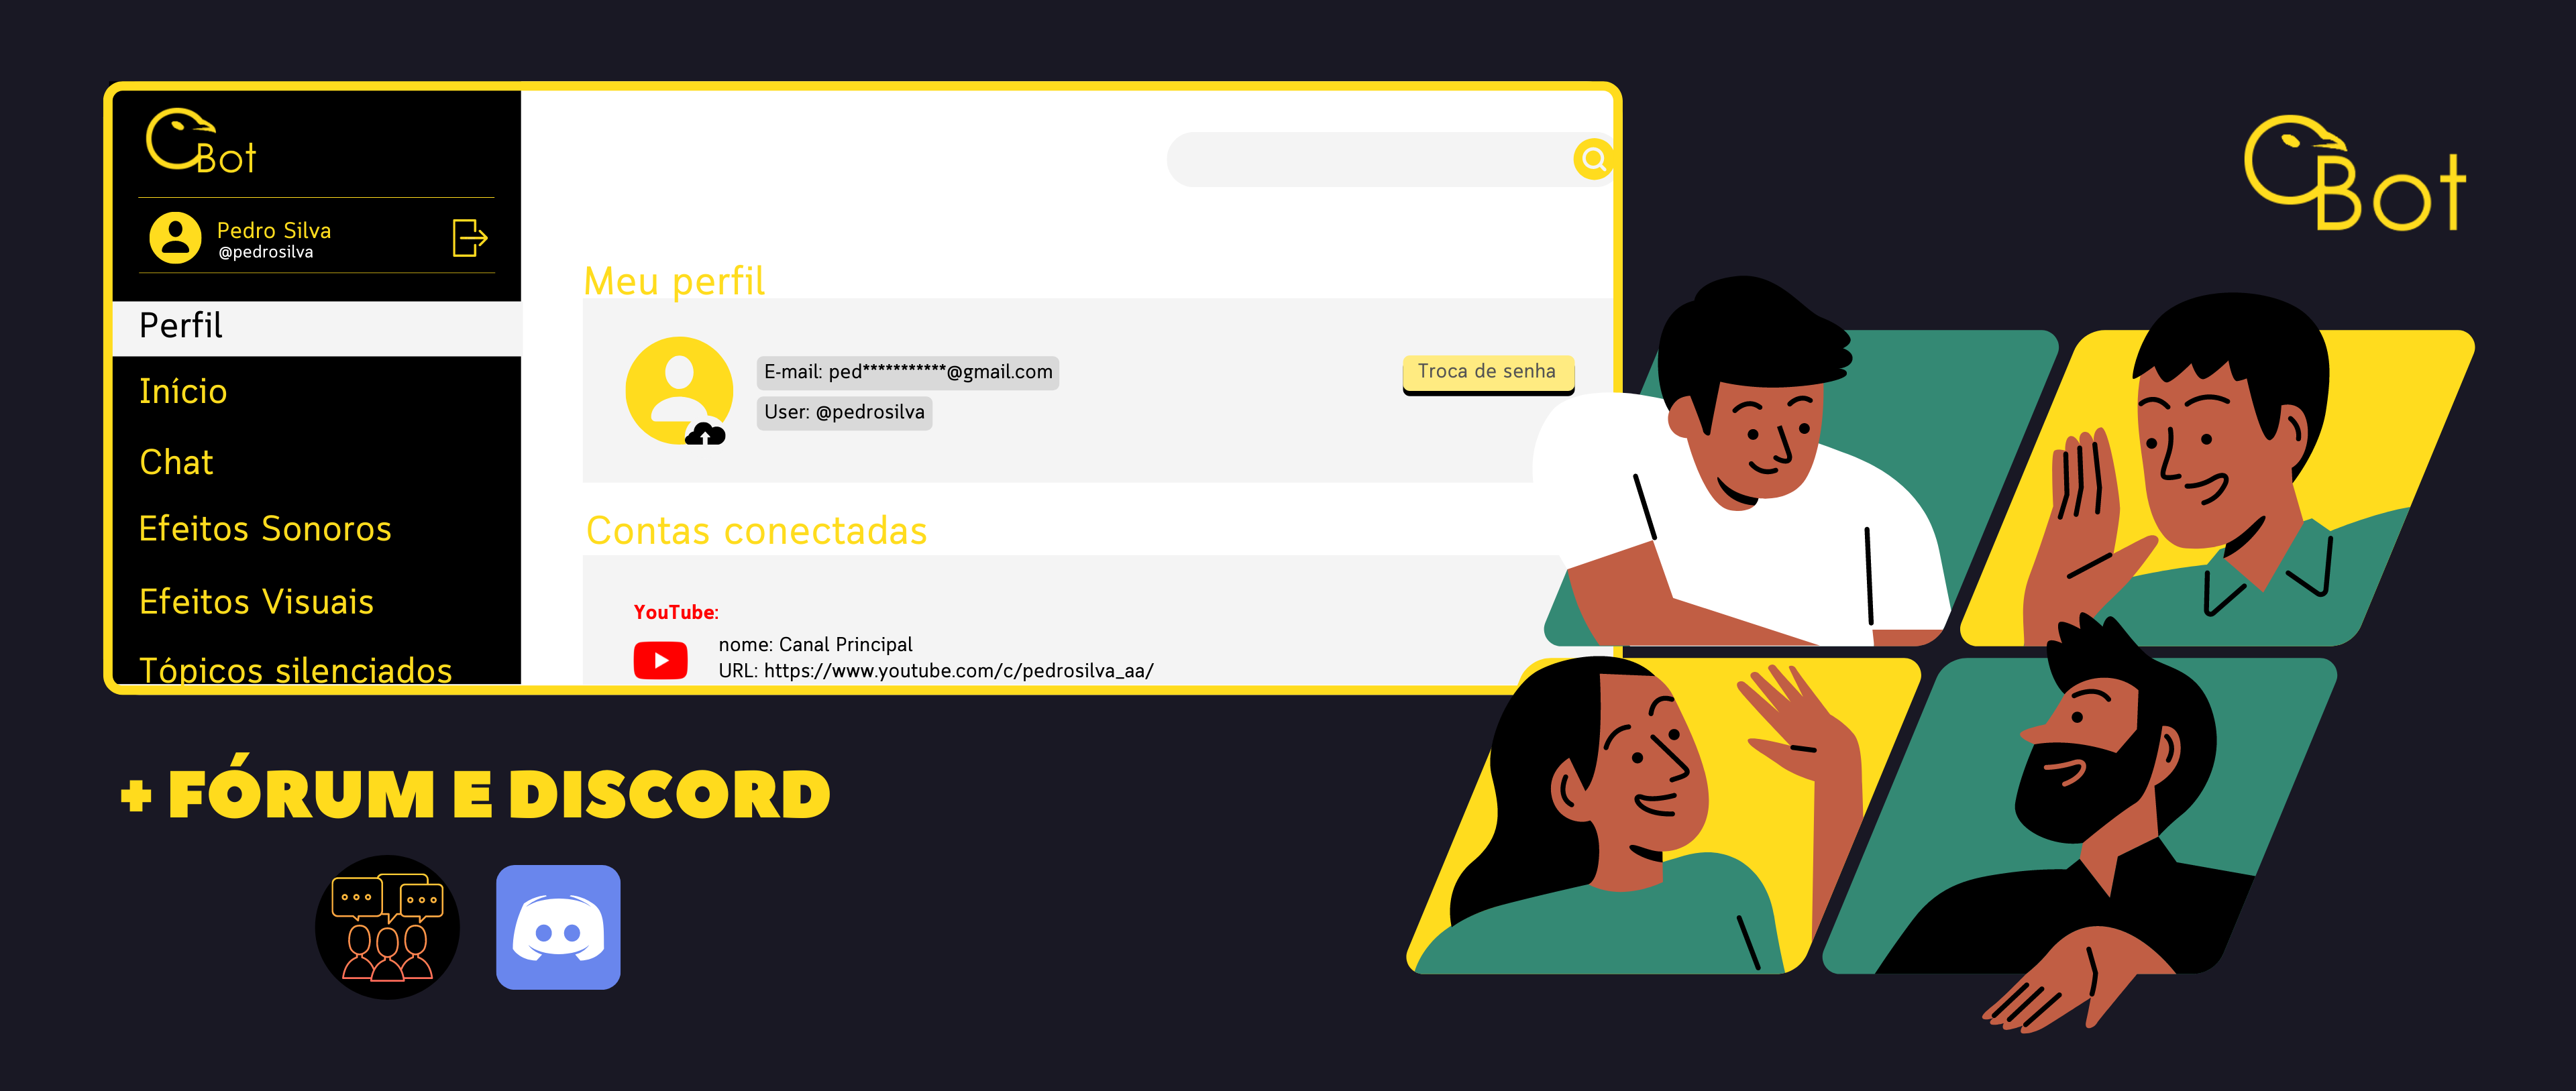 Bot
Pedro Silva
@pedrosilva
Perfil
Início
Chat
Efeitos Sonoros
Efeitos Visuais
Tópicos silenciados
Meu perfil
E-mail: ped***********@gmail.com
User: @pedrosilva
Troca de senha
Contas conectadas
YouTube:
nome: Canal Principal
URL: https://www.youtube.com/c/pedrosilva_aa/
+ FÓRUM E DISCORD
Bot